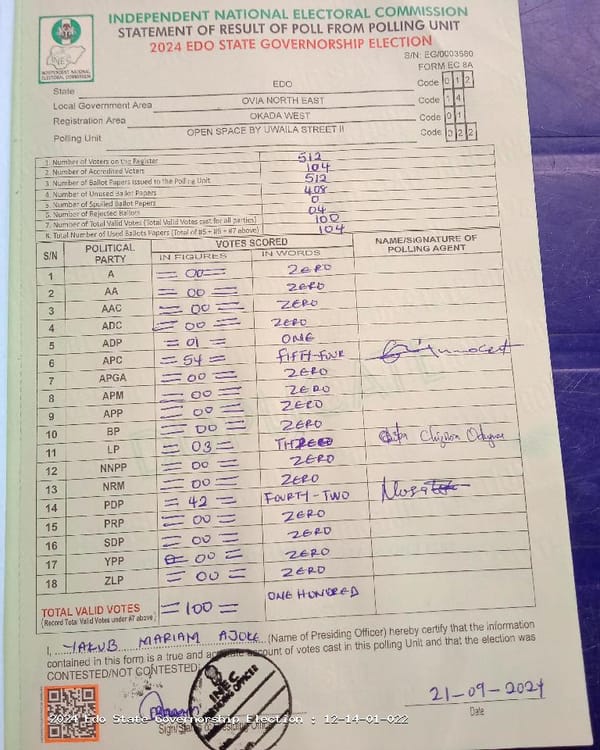 INDEPENDENT NATIONAL ELECTORAL COMMISSION
STATEMENT OF RESULT OF POLL FROM POLLING UNIT
2024 EDO STATE GOVERNORSHIP ELECTION
INDEPENDENT NATIONAL ELECTORAL COMMISSION
S/N: EG/0003580
FORM EC 8A
State EDO Code 0 1 2
Local Government Area OVIA NORTH EAST Code 1 4
Registration Area OKADA WEST Code 0 1
Polling Unit OPEN SPACE BY UWAILA STREET II Code 0 2 2
1. Number of Voters on the Register 512
2. Number of Accredited Voters 104
3. Number of Ballot Papers Issued to the Polling Unit 512
4. Number of Unused Ballot Papers 408
5. Number of Spoiled Ballot Papers 0
6. Number of Rejected Ballots 04
7. Number of Total Valid Votes (Total Valid Votes cast for all parties) 100
8. Total Number of Used Ballots Papers (Total of #5 + #6 + #7 above) 104
S/N POLITICAL PARTY VOTES SCORED NAME/SIGNATURE OF POLLING AGENT
IN FIGURES IN WORDS
1 A =00= ZERO
2 AA =00= ZERO
3 AAC =00= ZERO
4 ADC =00= ZERO
5 ADP =01= ONE
6 APC =54= FIFTY-FOUR
7 APGA =00= ZERO
8 APM =00= ZERO
9 APP =00= ZERO
10 BP =00= ZERO
11 LP =03= THREE
12 NNPP =00= ZERO
13 NRM =00= ZERO
14 PDP =42= FOURTY-TWO
15 PRP =00= ZERO
16 SDP =00= ZERO
17 YPP =00= ZERO
18 ZLP =00= ZERO
TOTAL VALID VOTES =100= ONE HUNDRED
(Record Total Valid Votes under #7 above)
I, YAKUB MARIAM AJOKE (Name of Presiding Officer) hereby certify that the information
contained in this form is a true and accurate account of votes cast in this polling Unit and that the election was
CONTESTED/NOT CONTESTED:
INEC
21-09-2024
Date
2024 Edo State Governorship Election : 12-14-01-022